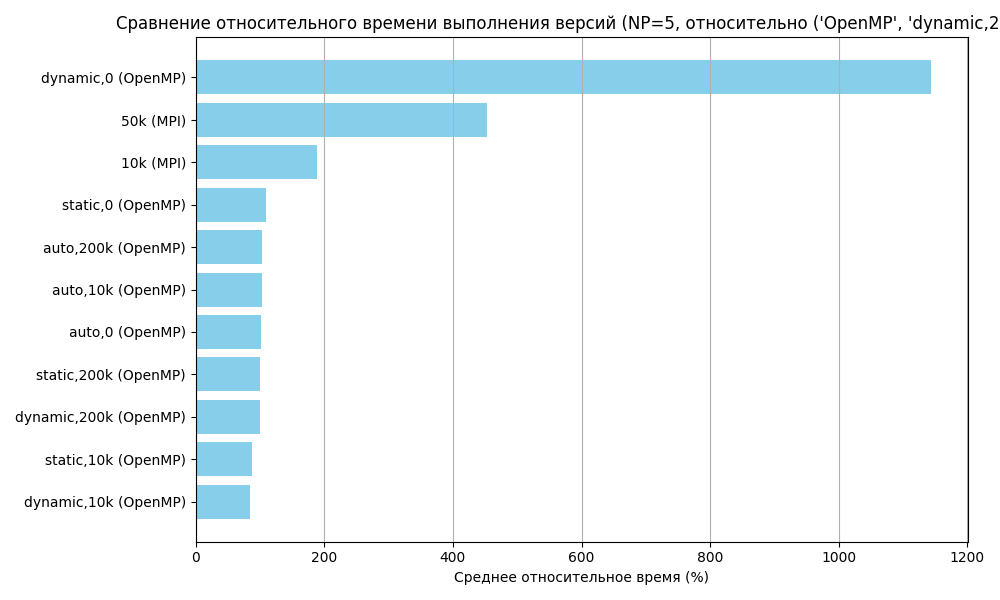 Сравнение относительного времени выполнения версий (NP=5, относительно ('OpenMP', 'dynamic,2
dynamic,0 (OpenMP)
50k (MPI)
10k (MPI)
static,0 (OpenMP)
auto,200k (OpenMP)
auto,10k (OpenMP)
auto,0 (OpenMP)
static,200k (OpenMP)
dynamic,200k (OpenMP)
static,10k (OpenMP)
dynamic,10k (OpenMP)
0 200 400 600 800 1000 1200
Среднее относительное время (%)